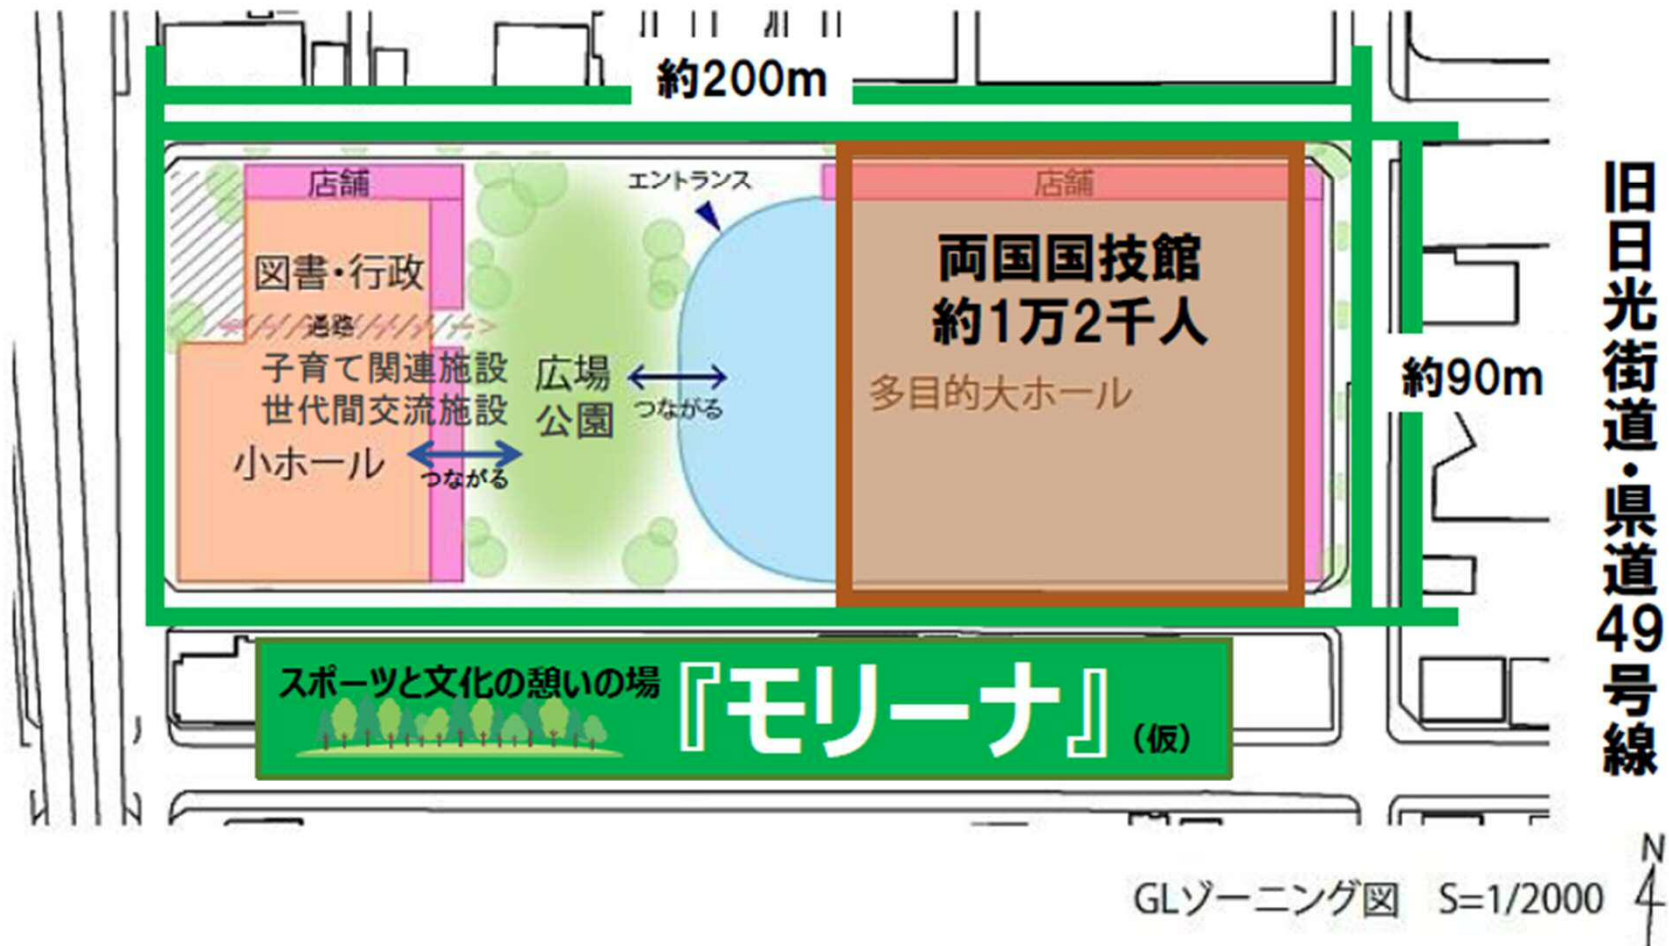 約200m
店舗
エントランス
店舗
両国国技館
約1万2千人
図書・行政
通路
子育て関連施設
世代間交流施設
小ホール
つながる
広場
公園
つながる
多目的大ホール
約90m
旧日光街道・県道49号線
スポーツと文化の憩いの場
『モリーナ』
（仮）
GLゾーニング図 S=1/2000
N